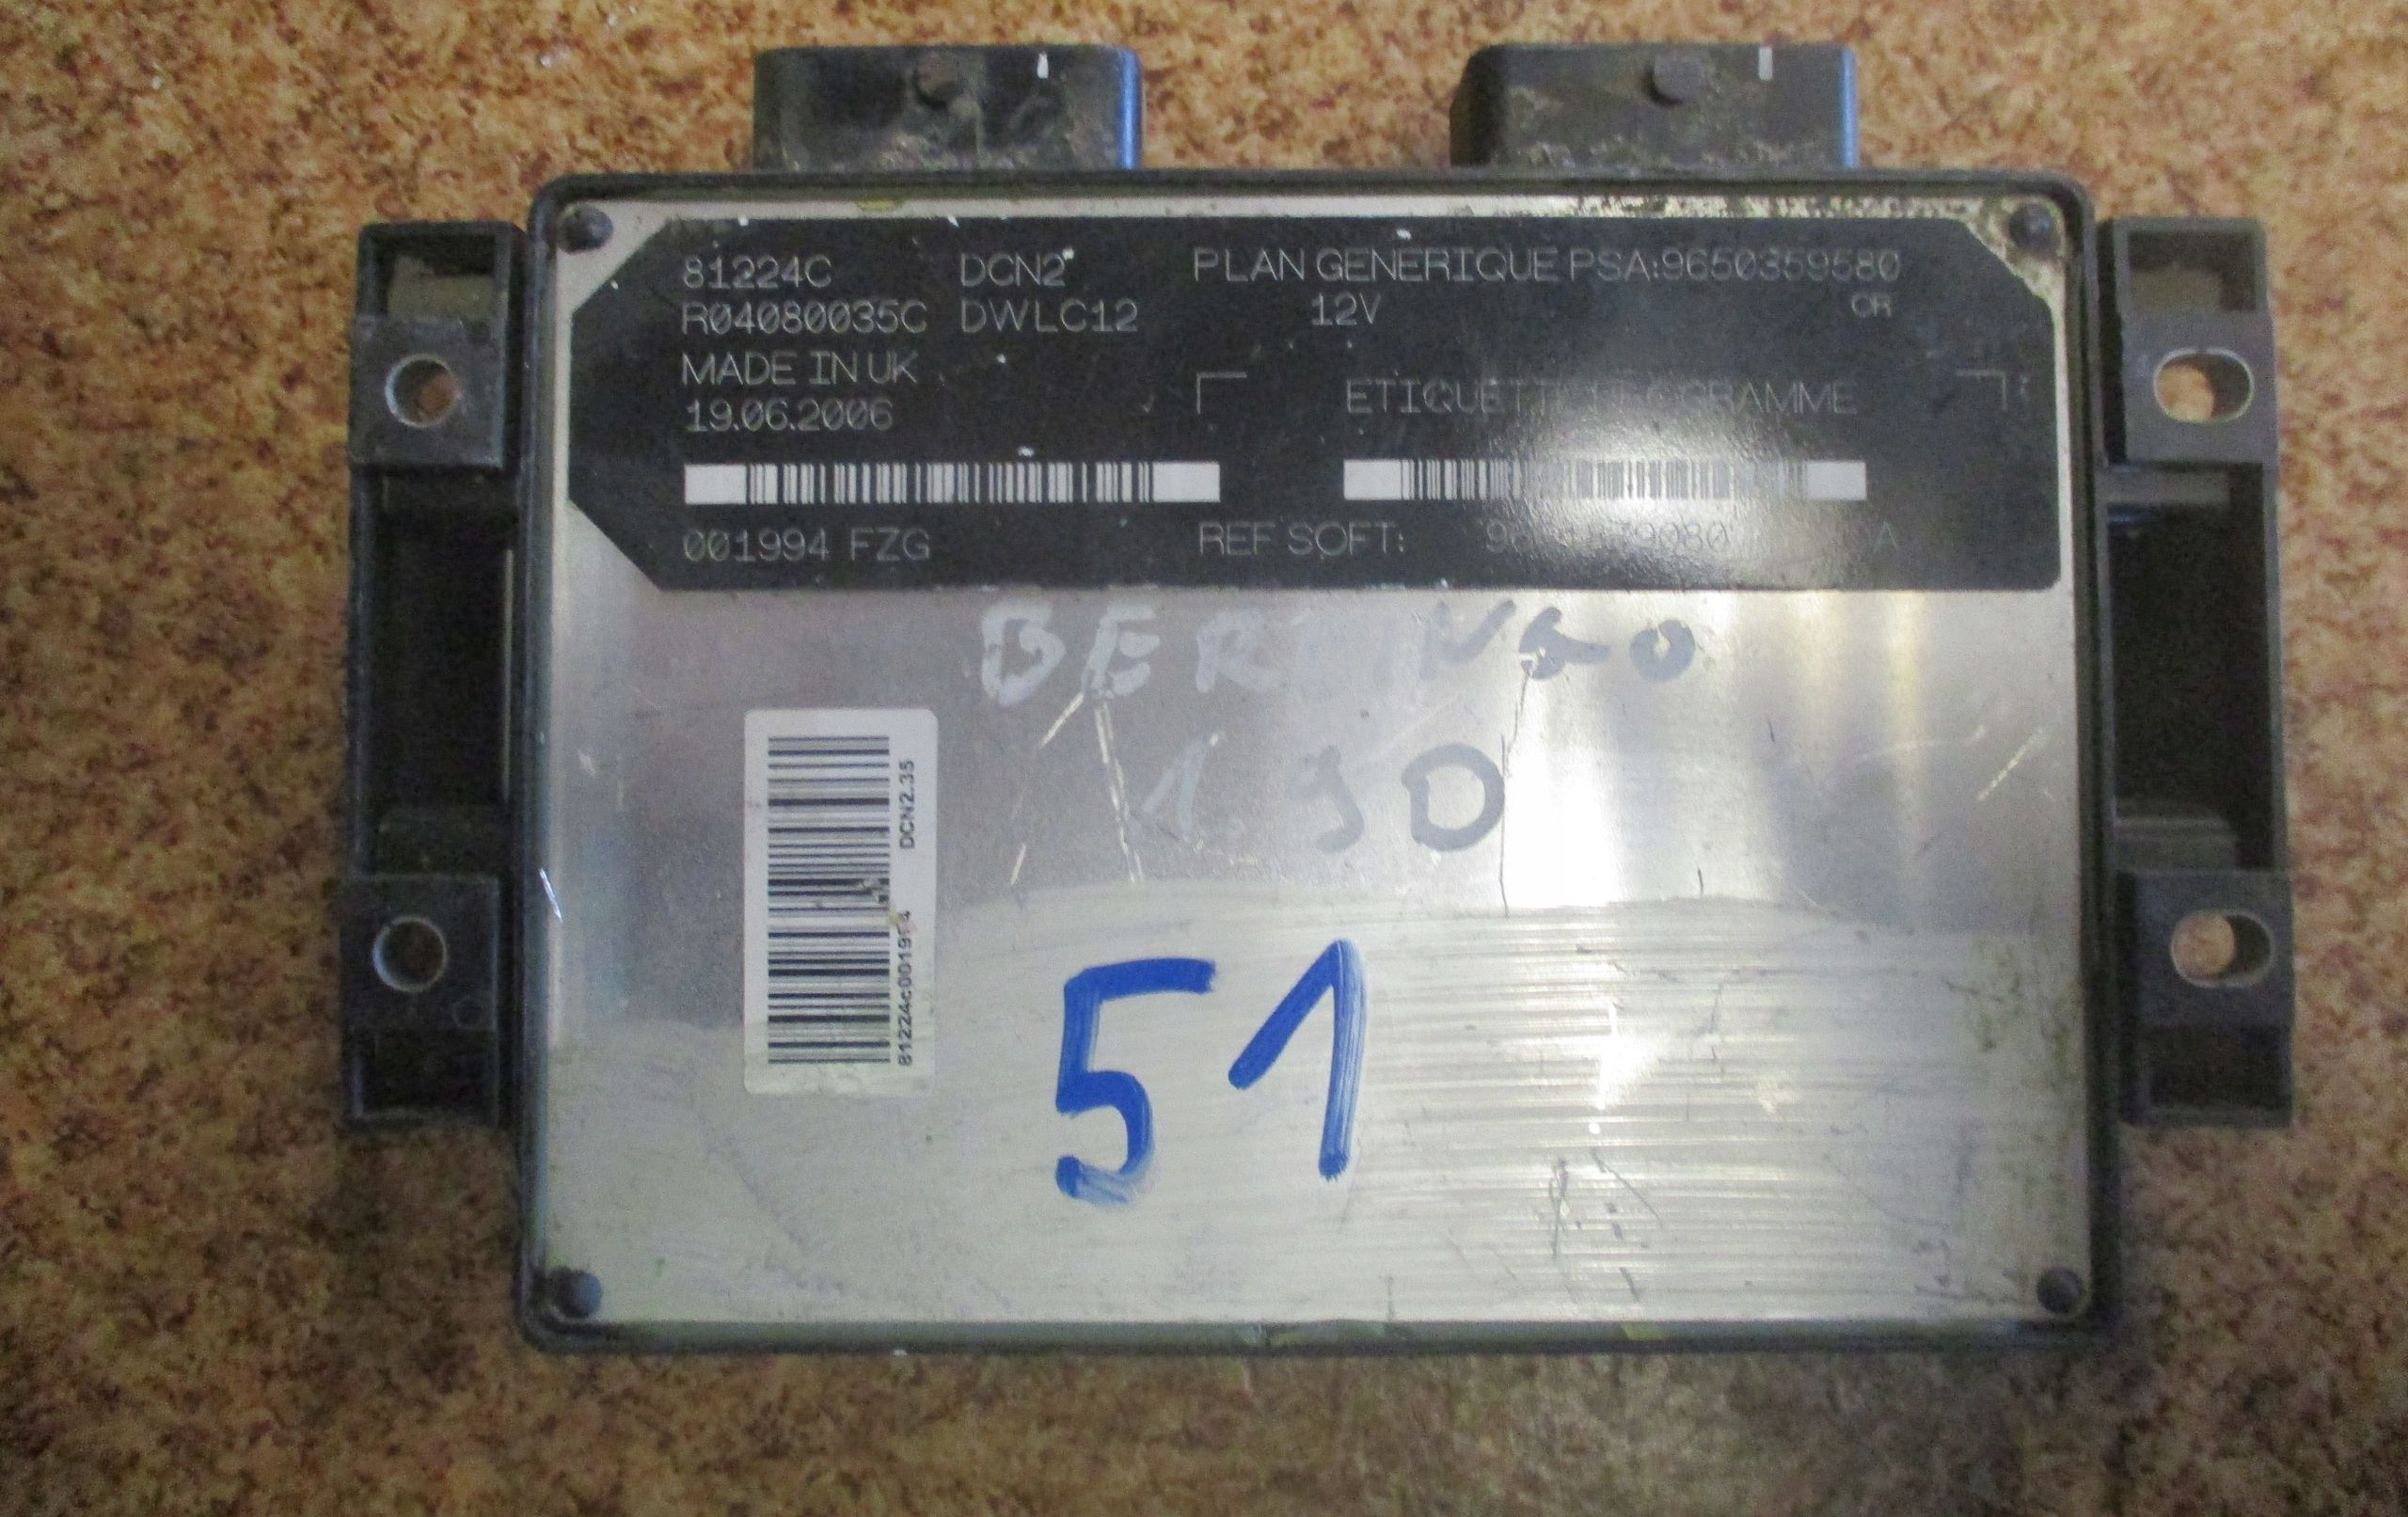 81224C DCN2 PLAN GENERIQUE PSA:9650359580
R04080035C DWLC12 12V CR
MADE IN UK
19.06.2006
001994 FZG REF SOFT:
BERLINGO
1.9D
DCN2.35
51